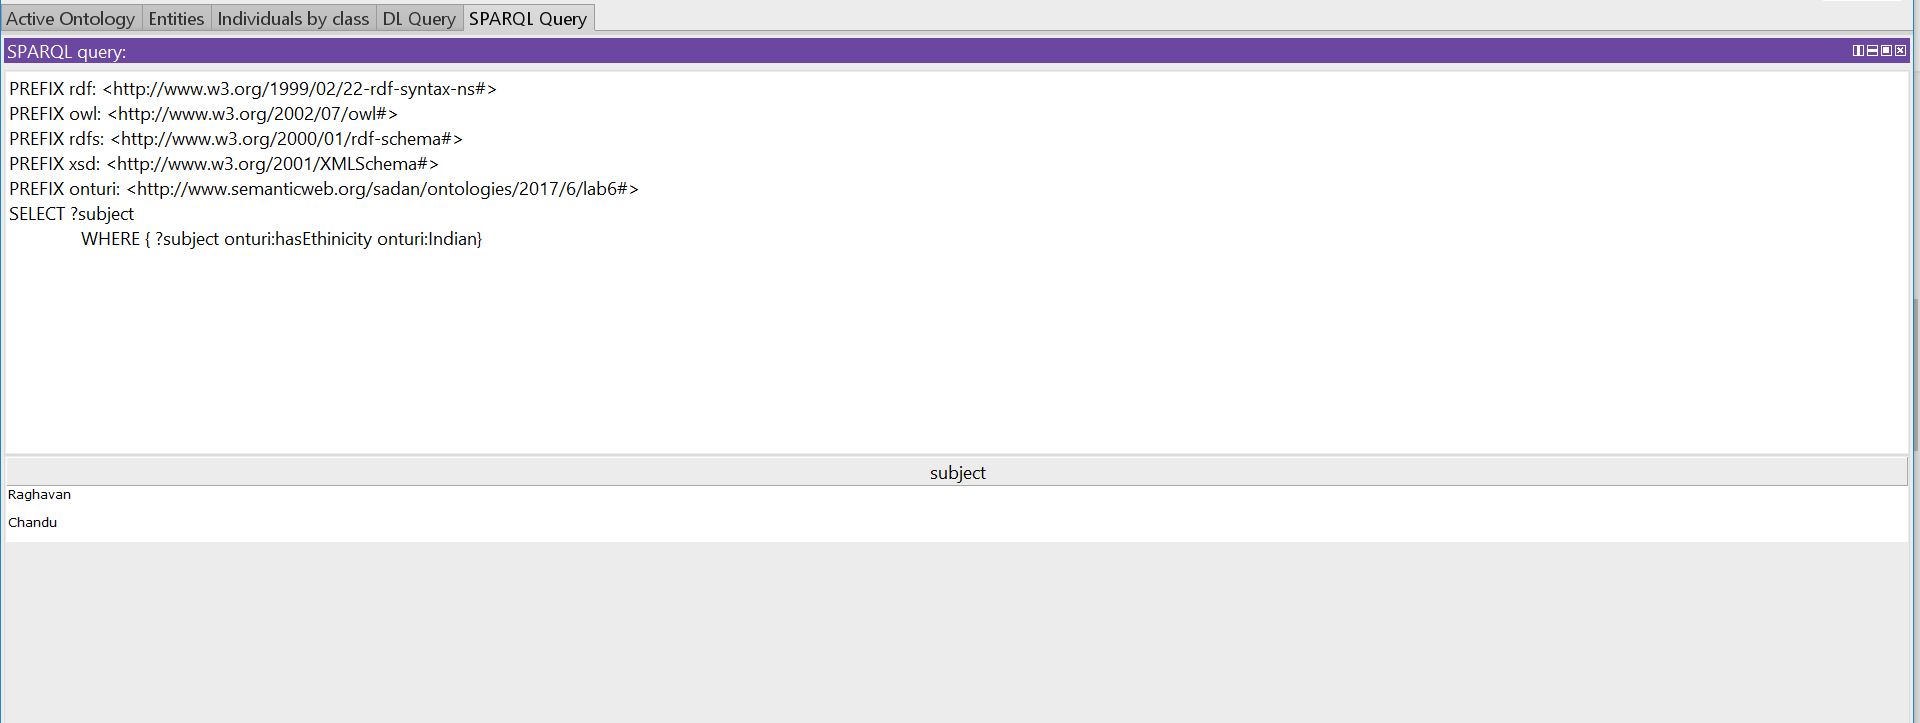 Active Ontology Entities Individuals by class DL Query SPARQL Query
SPARQL query:
PREFIX rdf: <http://www.w3.org/1999/02/22-rdf-syntax-ns#>
PREFIX owl: <http://www.w3.org/2002/07/owl#>
PREFIX rdfs: <http://www.w3.org/2000/01/rdf-schema#>
PREFIX xsd: <http://www.w3.org/2001/XMLSchema#>
PREFIX onturi: <http://www.semanticweb.org/sadan/ontologies/2017/6/lab6#>
SELECT ?subject
WHERE { ?subject onturi:hasEthinicity onturi:Indian}
subject
Raghavan
Chandu